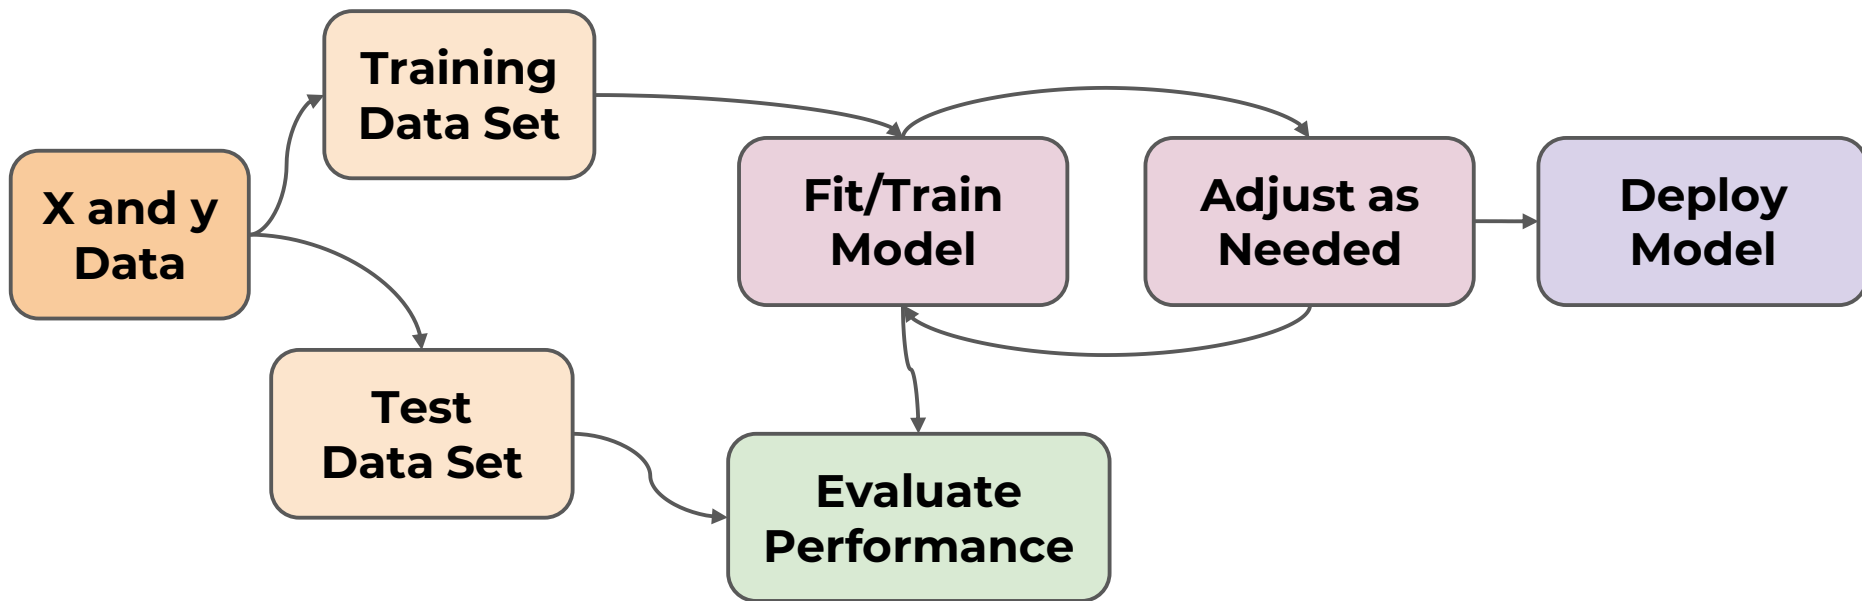 X and y
Data
Training
Data Set
Test
Data Set
Fit/Train
Model
Evaluate
Performance
Adjust as
Needed
Deploy
Model